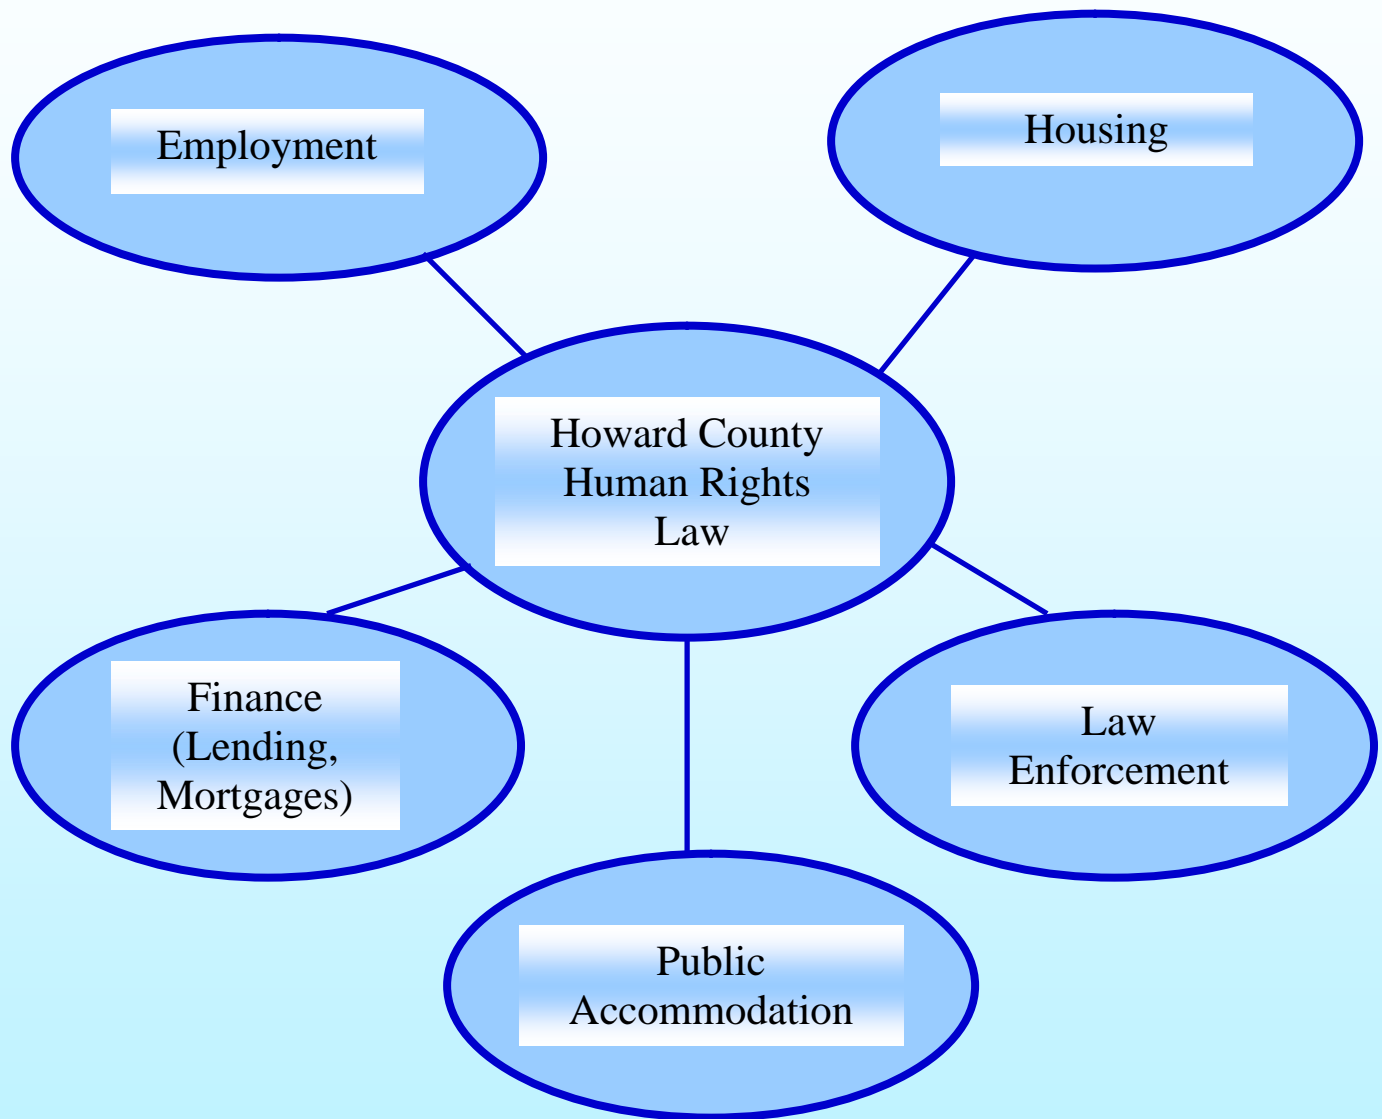 Employment
Housing
Howard County
Human Rights
Law
Finance
(Lending,
Mortgages)
Law
Enforcement
Public
Accommodation